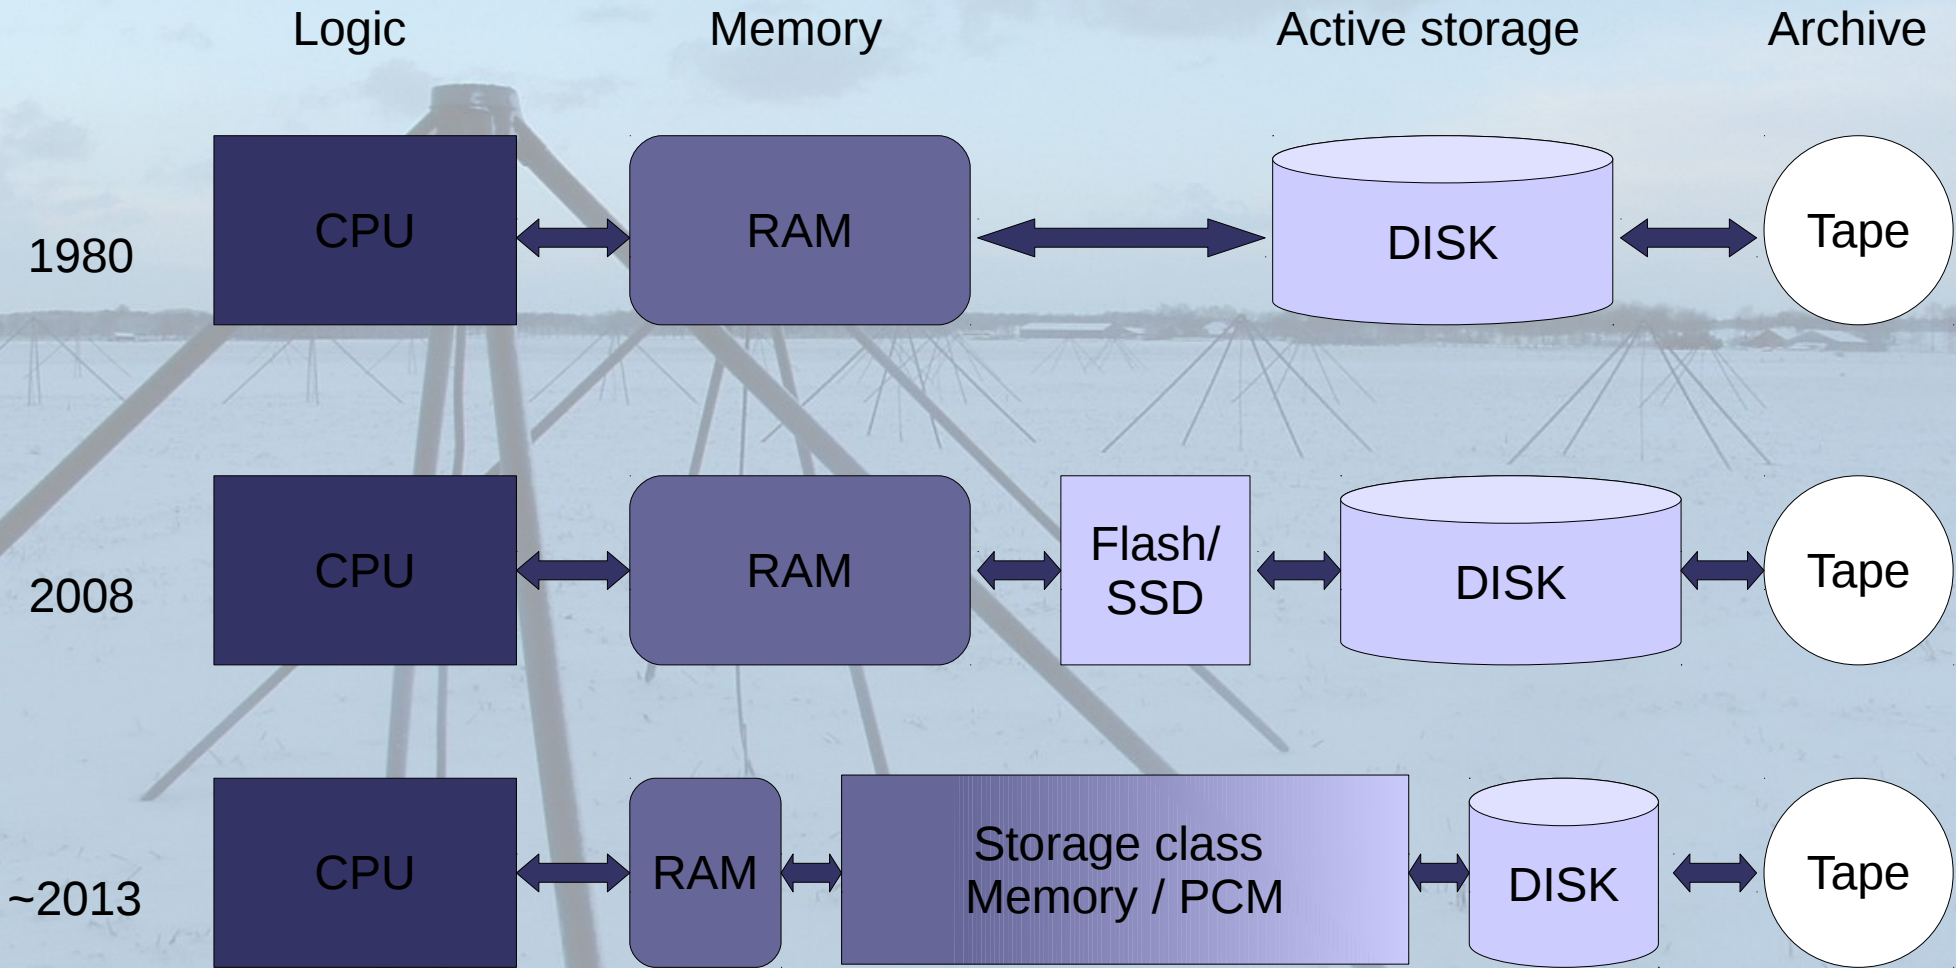 Logic Memory Active storage Archive
1980 CPU RAM DISK Tape
2008 CPU RAM Flash/
SSD DISK Tape
~2013 CPU RAM Storage class
Memory / PCM DISK Tape